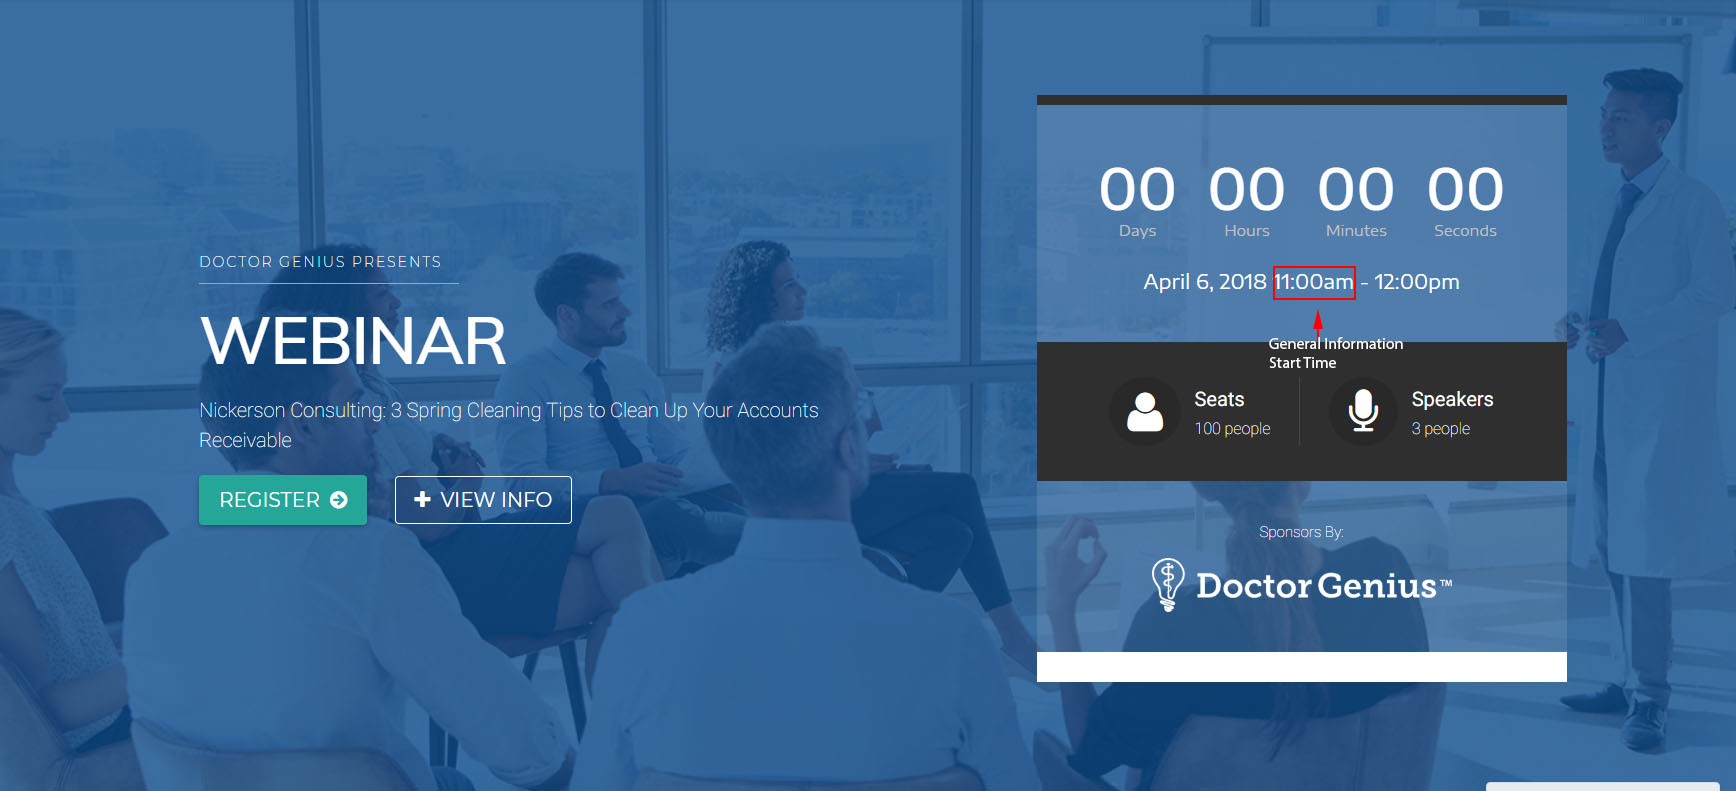 DOCTOR GENIUS PRESENTS
WEBINAR
Nickerson Consulting: 3 Spring Cleaning Tips to Clean Up Your Accounts
Receivable
REGISTER
VIEW INFO
00 00 00 00
Days Hours Minutes Seconds
April 6, 2018 11:00am - 12:00pm
General Information
Start Time
Seats Speakers
100 people 3 people
Sponsors By:
Doctor Genius™